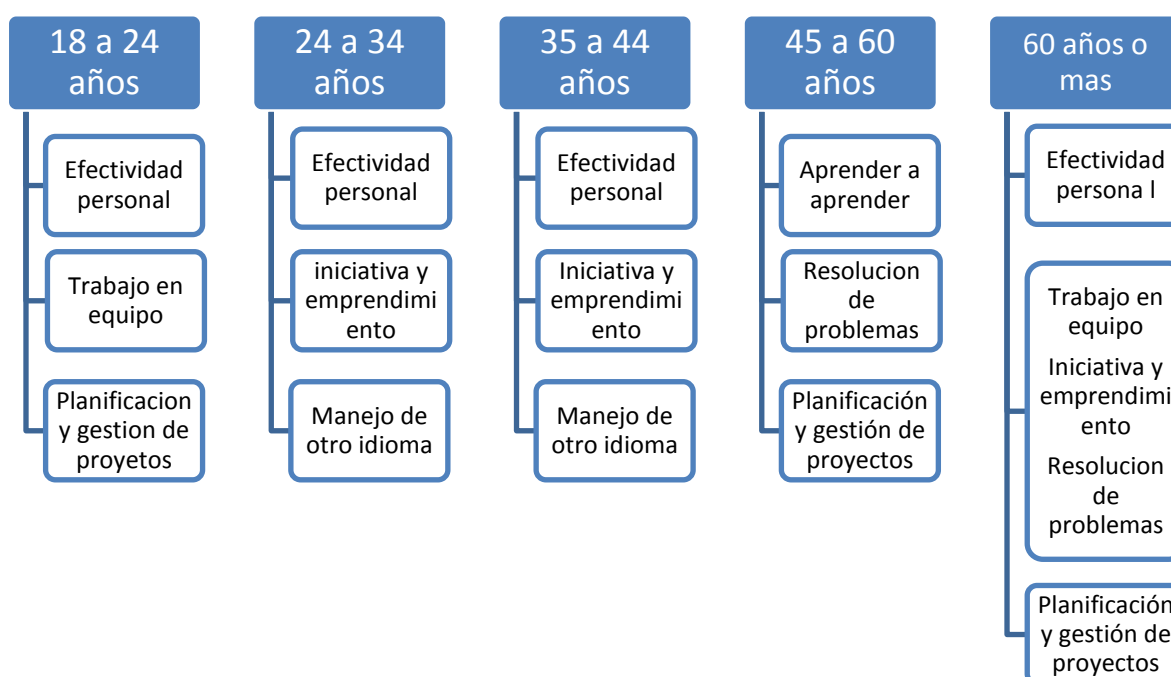 18 a 24
años
Efectividad
personal
Trabajo en
equipo
Planificacion
y gestion de
proyetos
24 a 34
años
Efectividad
personal
iniciativa y
emprendimi
ento
Manejo de
otro idioma
35 a 44
años
Efectividad
personal
Iniciativa y
emprendimi
ento
Manejo de
otro idioma
45 a 60
años
Aprender a
aprender
Resolucion
de
problemas
Planificación
y gestión de
proyectos
60 años o
mas
Efectividad
persona l
Trabajo en
equipo
Iniciativa y
emprendimi
ento
Resolucion
de
problemas
Planificación
y gestión de
proyectos